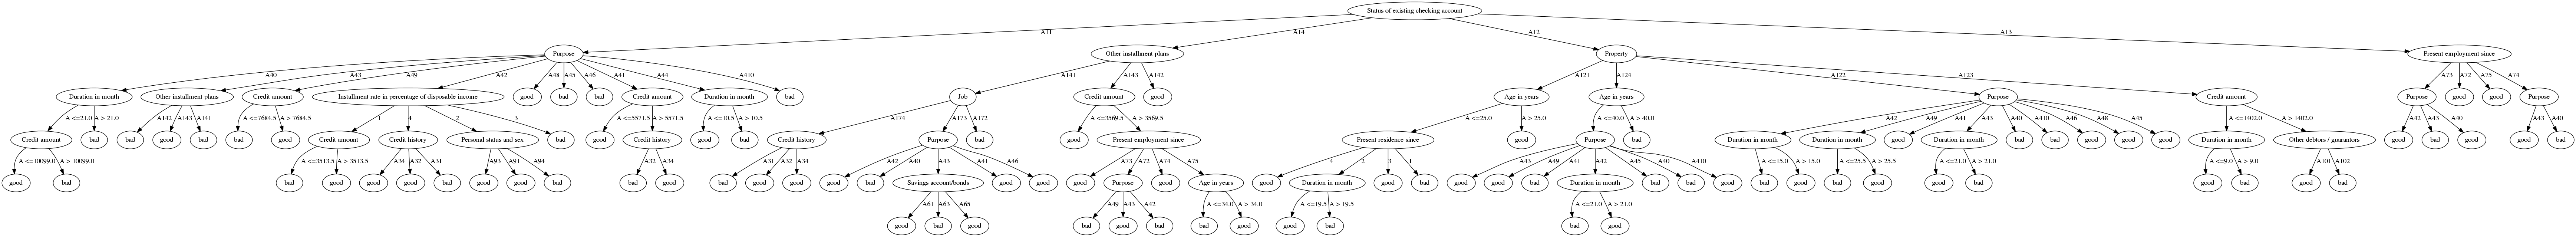 Status of existing checking account
A11
A14
A12
A13
Purpose
Other installment plans
Property
Present employment since
A40
A43
A49
A42
A48
A45
A46
A41
A44
A410
A141
A143
A142
A121
A124
A122
A123
A73
A72
A75
A74
Duration in month
Other installment plans
Credit amount
Installment rate in percentage of disposable income
good
bad
bad
Credit amount
Duration in month
bad
Job
Credit amount
good
Age in years
Age in years
Purpose
Credit amount
Purpose
good
good
Purpose
A <=21.0
A > 21.0
A142
A143
A141
A <=7684.5
A > 7684.5
1
4
2
3
A <=5571.5
A > 5571.5
A <=10.5
A > 10.5
A174
A173
A172
A <=3569.5
A > 3569.5
A <=25.0
A > 25.0
A <=40.0
A > 40.0
A42
A49
A41
A43
A40
A410
A46
A48
A45
A <=1402.0
A > 1402.0
A42
A43
A40
A43
A40
Credit amount
bad
bad
good
bad
bad
good
Credit amount
Credit history
Personal status and sex
bad
good
Credit history
good
bad
Credit history
Purpose
bad
good
Present employment since
Present residence since
good
Purpose
bad
Duration in month
Duration in month
good
Duration in month
bad
bad
good
good
good
Duration in month
Other debtors / guarantors
good
bad
good
good
bad
A <=10099.0
A > 10099.0
A <=3513.5
A > 3513.5
A34
A32
A31
A93
A91
A94
A32
A34
A31
A32
A34
A42
A40
A43
A41
A46
A73
A72
A74
A75
4
2
3
1
A43
A49
A41
A42
A45
A40
A410
A <=15.0
A > 15.0
A <=25.5
A > 25.5
A <=21.0
A > 21.0
A <=9.0
A > 9.0
A101
A102
good
bad
bad
good
good
good
bad
good
good
bad
bad
good
bad
good
good
good
bad
Savings account/bonds
good
good
good
Purpose
good
Age in years
good
Duration in month
good
bad
good
good
bad
Duration in month
bad
bad
good
bad
good
bad
good
good
bad
good
bad
good
bad
A61
A63
A65
A49
A43
A42
A <=34.0
A > 34.0
A <=19.5
A > 19.5
A <=21.0
A > 21.0
good
bad
good
bad
good
bad
bad
good
good
bad
bad
good